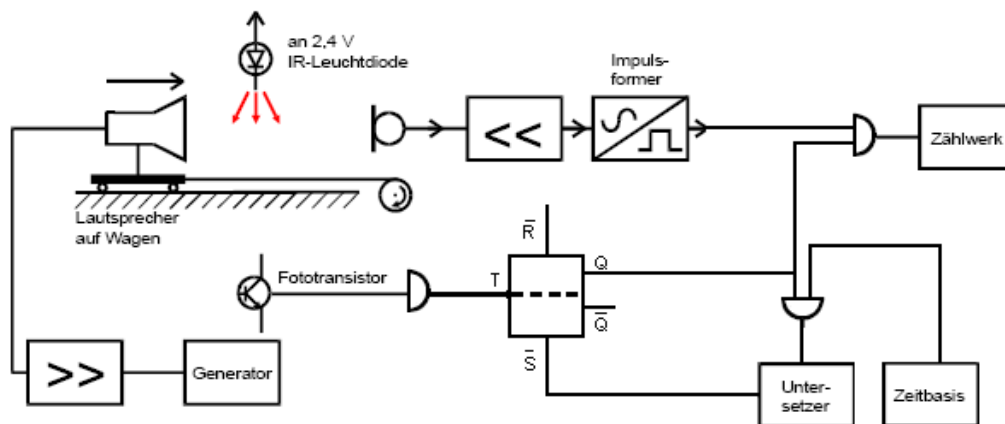 an 2,4 V
IR-Leuchtdiode
Impuls-
former
<<
Zählwerk
Lautsprecher
auf Wagen
R̅
Fototransistor
T
Q
Q̅
S̅
>>
Generator
Unter-
setzer
Zeitbasis